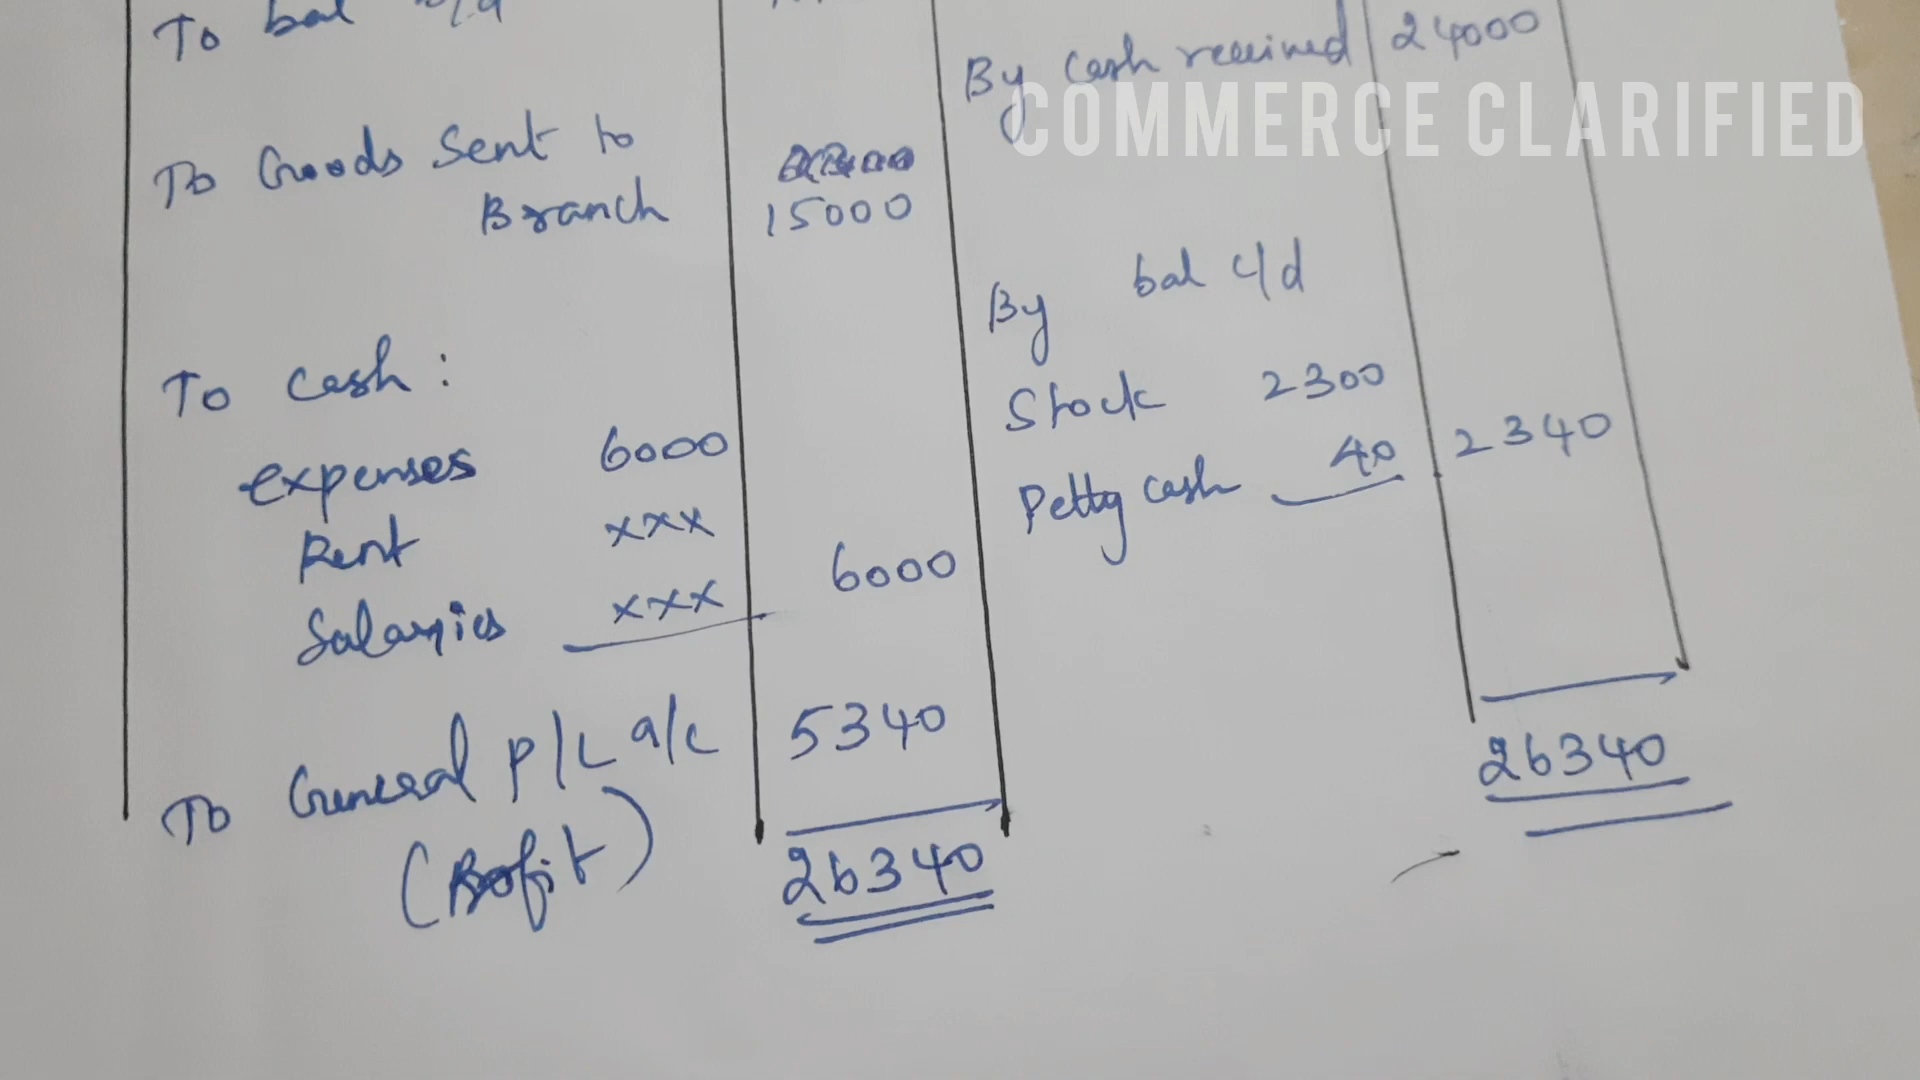 To bal b/d
To Goods Sent to
Branch 15000
To Cash:
expenses 6000
Rent xxx
Salaries xxx 6000
To General P/L a/c 5340
(Profit)
26340
By Cash received 24000
COMMERCE CLARIFIED
By bal c/d
Stock 2300
Petty cash 40 2340
26340